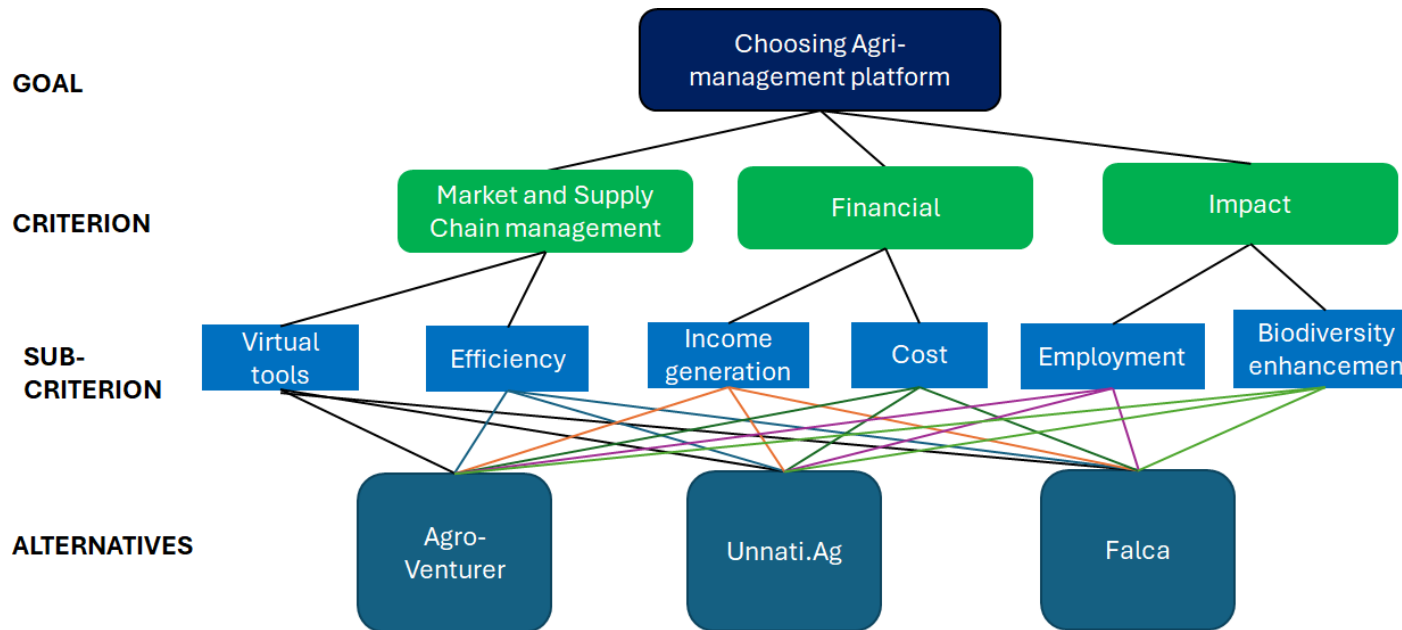 Choosing Agri-
management platform
GOAL
Market and Supply
Chain management
Financial
Impact
CRITERION
Virtual
tools
Efficiency
Income
generation
Cost
Employment
Biodiversity
enhancement
SUB-
CRITERION
Agro-
Venturer
Unnati.Ag
Falca
ALTERNATIVES